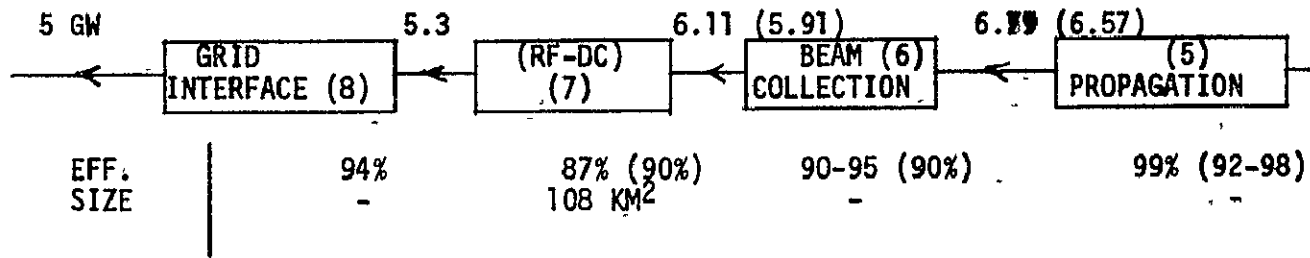 5 GW 5.3 6.11 (5.91) (6.57)
GRID (RF-DC) BEAM (6) (5)
INTERFACE (8) (7) COLLECTION PROPAGATION
EFF. 94% 87% (90%) 90-95 (90%) 99% (92-98)
SIZE - 108 KM² - -